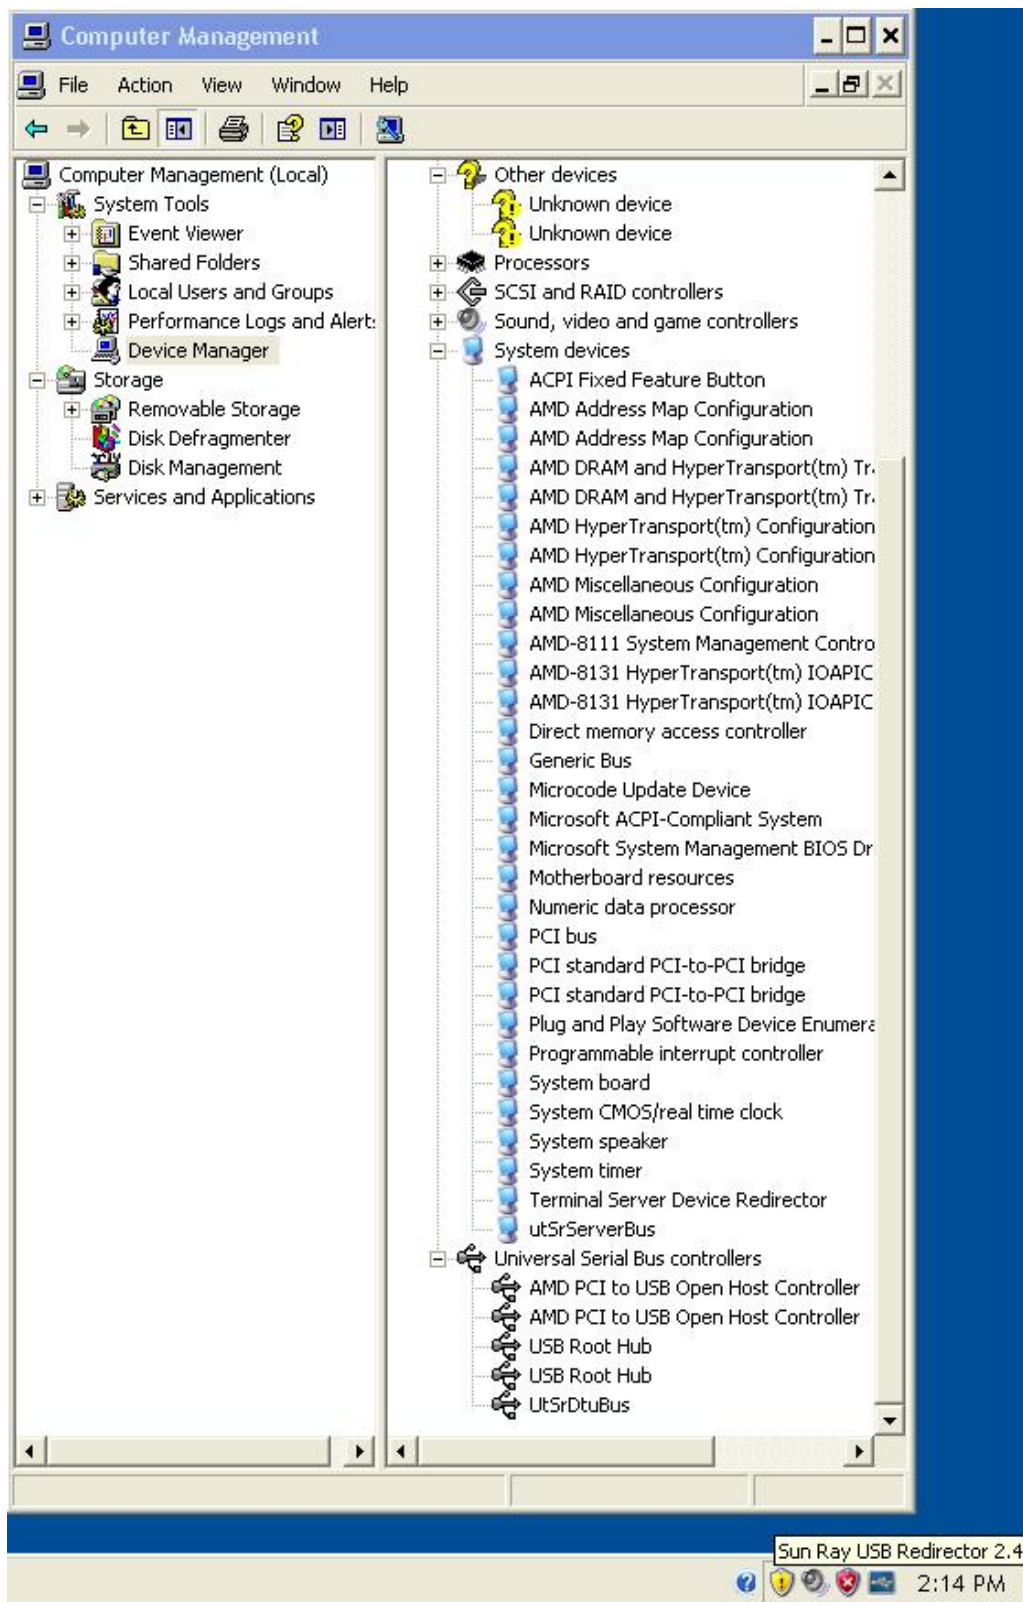 Computer Management
File Action View Window Help
Computer Management (Local)
System Tools
Event Viewer
Shared Folders
Local Users and Groups
Performance Logs and Alert
Device Manager
Storage
Removable Storage
Disk Defragmenter
Disk Management
Services and Applications
Other devices
Unknown device
Unknown device
Processors
SCSI and RAID controllers
Sound, video and game controllers
System devices
ACPI Fixed Feature Button
AMD Address Map Configuration
AMD Address Map Configuration
AMD DRAM and HyperTransport(tm) Tr
AMD DRAM and HyperTransport(tm) Tr
AMD HyperTransport(tm) Configuration
AMD HyperTransport(tm) Configuration
AMD Miscellaneous Configuration
AMD Miscellaneous Configuration
AMD-8111 System Management Contro
AMD-8131 HyperTransport(tm) IOAPIC
AMD-8131 HyperTransport(tm) IOAPIC
Direct memory access controller
Generic Bus
Microcode Update Device
Microsoft ACPI-Compliant System
Microsoft System Management BIOS Dr
Motherboard resources
Numeric data processor
PCI bus
PCI standard PCI-to-PCI bridge
PCI standard PCI-to-PCI bridge
Plug and Play Software Device Enumera
Programmable interrupt controller
System board
System CMOS/real time clock
System speaker
System timer
Terminal Server Device Redirector
utSrServerBus
Universal Serial Bus controllers
AMD PCI to USB Open Host Controller
AMD PCI to USB Open Host Controller
USB Root Hub
USB Root Hub
UtSrDtuBus
Sun Ray USB Redirector 2.4
2:14 PM